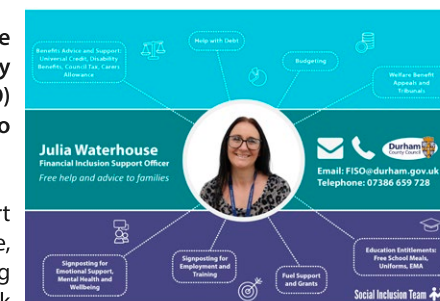 e
y
)
o
rt
e,
g
k
Benefits Advice and Support:
Universal Credit, Disability
Benefits, Council Tax, Carers
Allowance
Help with Debt
Budgeting
Welfare Benefit
Appeals and
Tribunals
Julia Waterhouse
Financial Inclusion Support Officer
Free help and advice to families
Durham
County Council
Email: FISO@durham.gov.uk
Telephone: 07386 659 728
Signposting for
Emotional Support,
Mental Health and
Wellbeing
Signposting for
Employment and
Training
Fuel Support
and Grants
Education Entitlements:
Free School Meals,
Uniforms, EMA
Social Inclusion Team